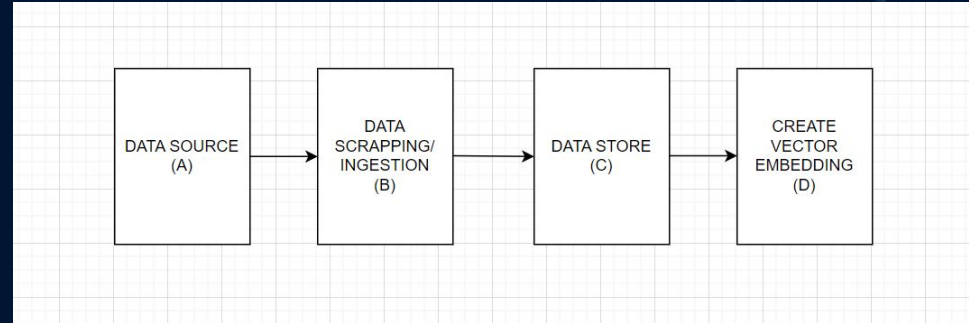 DATA SOURCE
(A)
DATA
SCRAPPING/
INGESTION
(B)
DATA STORE
(C)
CREATE
VECTOR
EMBEDDING
(D)